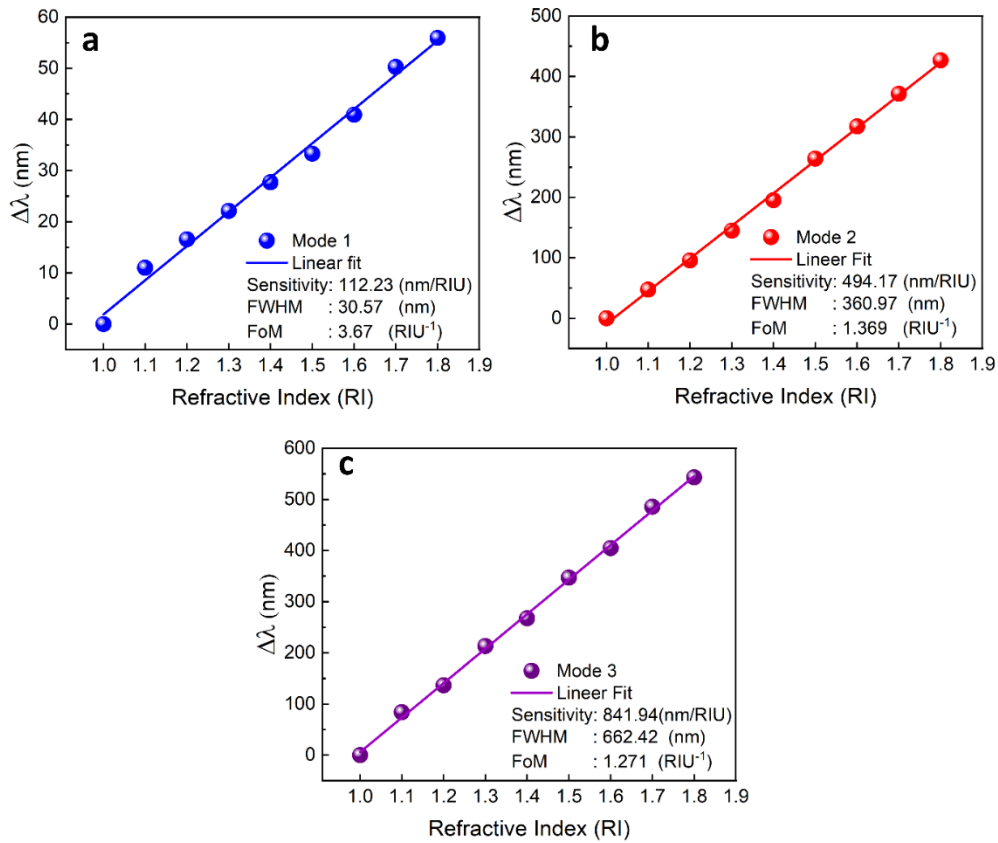 a
60
50
40
30
20
10
0
Δλ (nm)
Mode 1
Linear fit
Sensitivity: 112.23 (nm/RIU)
FWHM : 30.57 (nm)
FoM : 3.67 (RIU⁻¹)
1.0 1.1 1.2 1.3 1.4 1.5 1.6 1.7 1.8 1.9
Refractive Index (RI)
b
500
400
300
200
100
0
Δλ (nm)
Mode 2
Lineer Fit
Sensitivity: 494.17 (nm/RIU)
FWHM : 360.97 (nm)
FoM : 1.369 (RIU⁻¹)
1.0 1.1 1.2 1.3 1.4 1.5 1.6 1.7 1.8 1.9
Refractive Index (RI)
c
600
500
400
300
200
100
0
Δλ (nm)
Mode 3
Lineer Fit
Sensitivity: 841.94(nm/RIU)
FWHM : 662.42 (nm)
FoM : 1.271 (RIU⁻¹)
1.0 1.1 1.2 1.3 1.4 1.5 1.6 1.7 1.8 1.9
Refractive Index (RI)